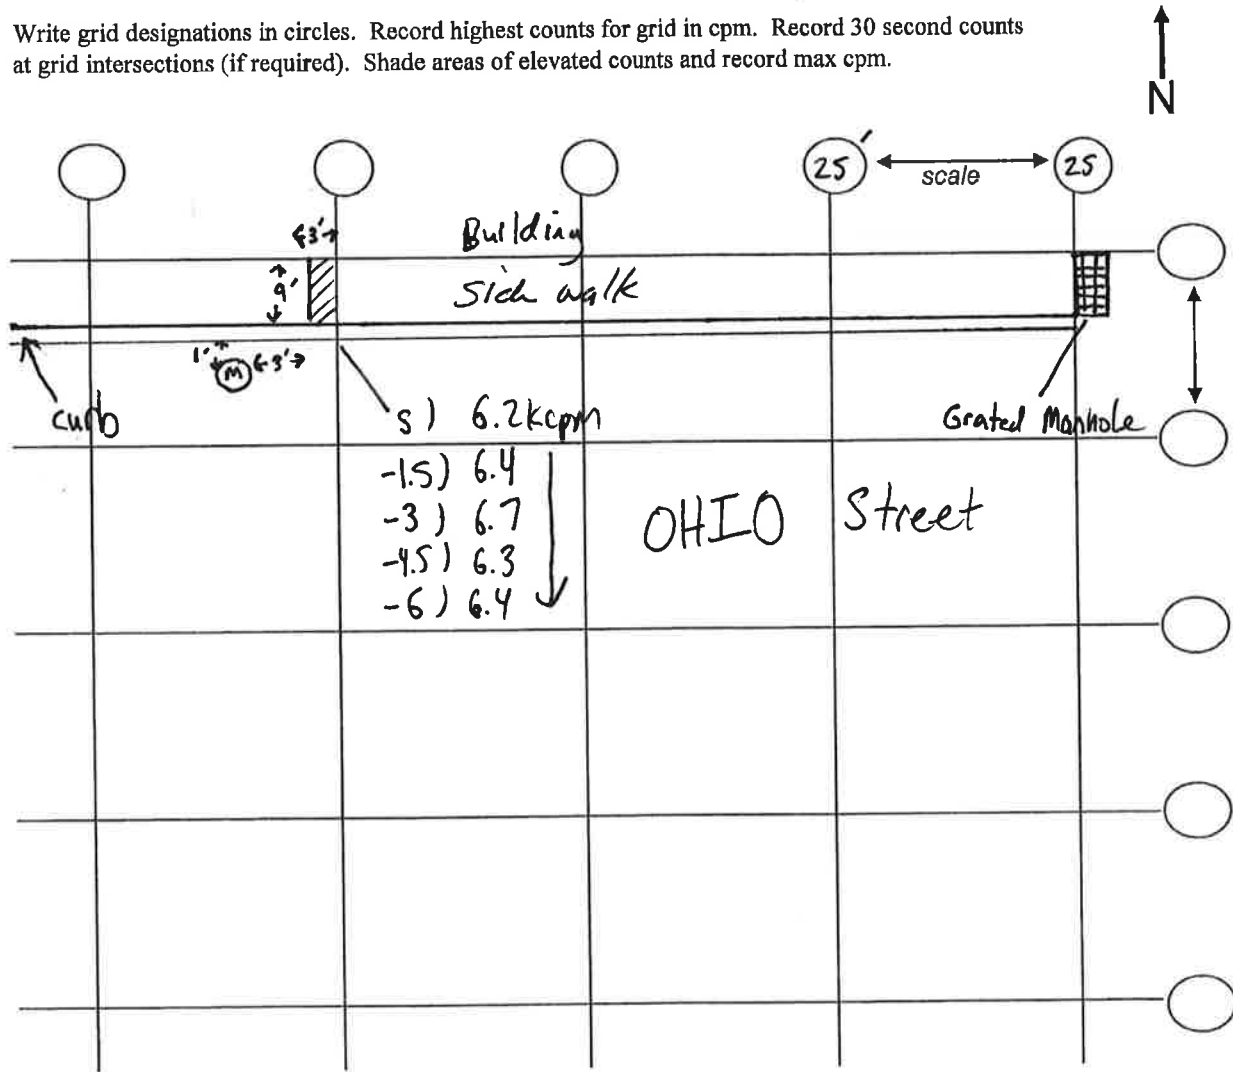 Write grid designations in circles. Record highest counts for grid in cpm. Record 30 second counts
at grid intersections (if required). Shade areas of elevated counts and record max cpm.
N
25' scale 25
3'
Building
9'
Side walk
1'
M 3'
curb
s) 6.2kcpm
Grated Manhole
-1.5) 6.4
-3) 6.7
OHIO Street
-4.5) 6.3
-6) 6.4